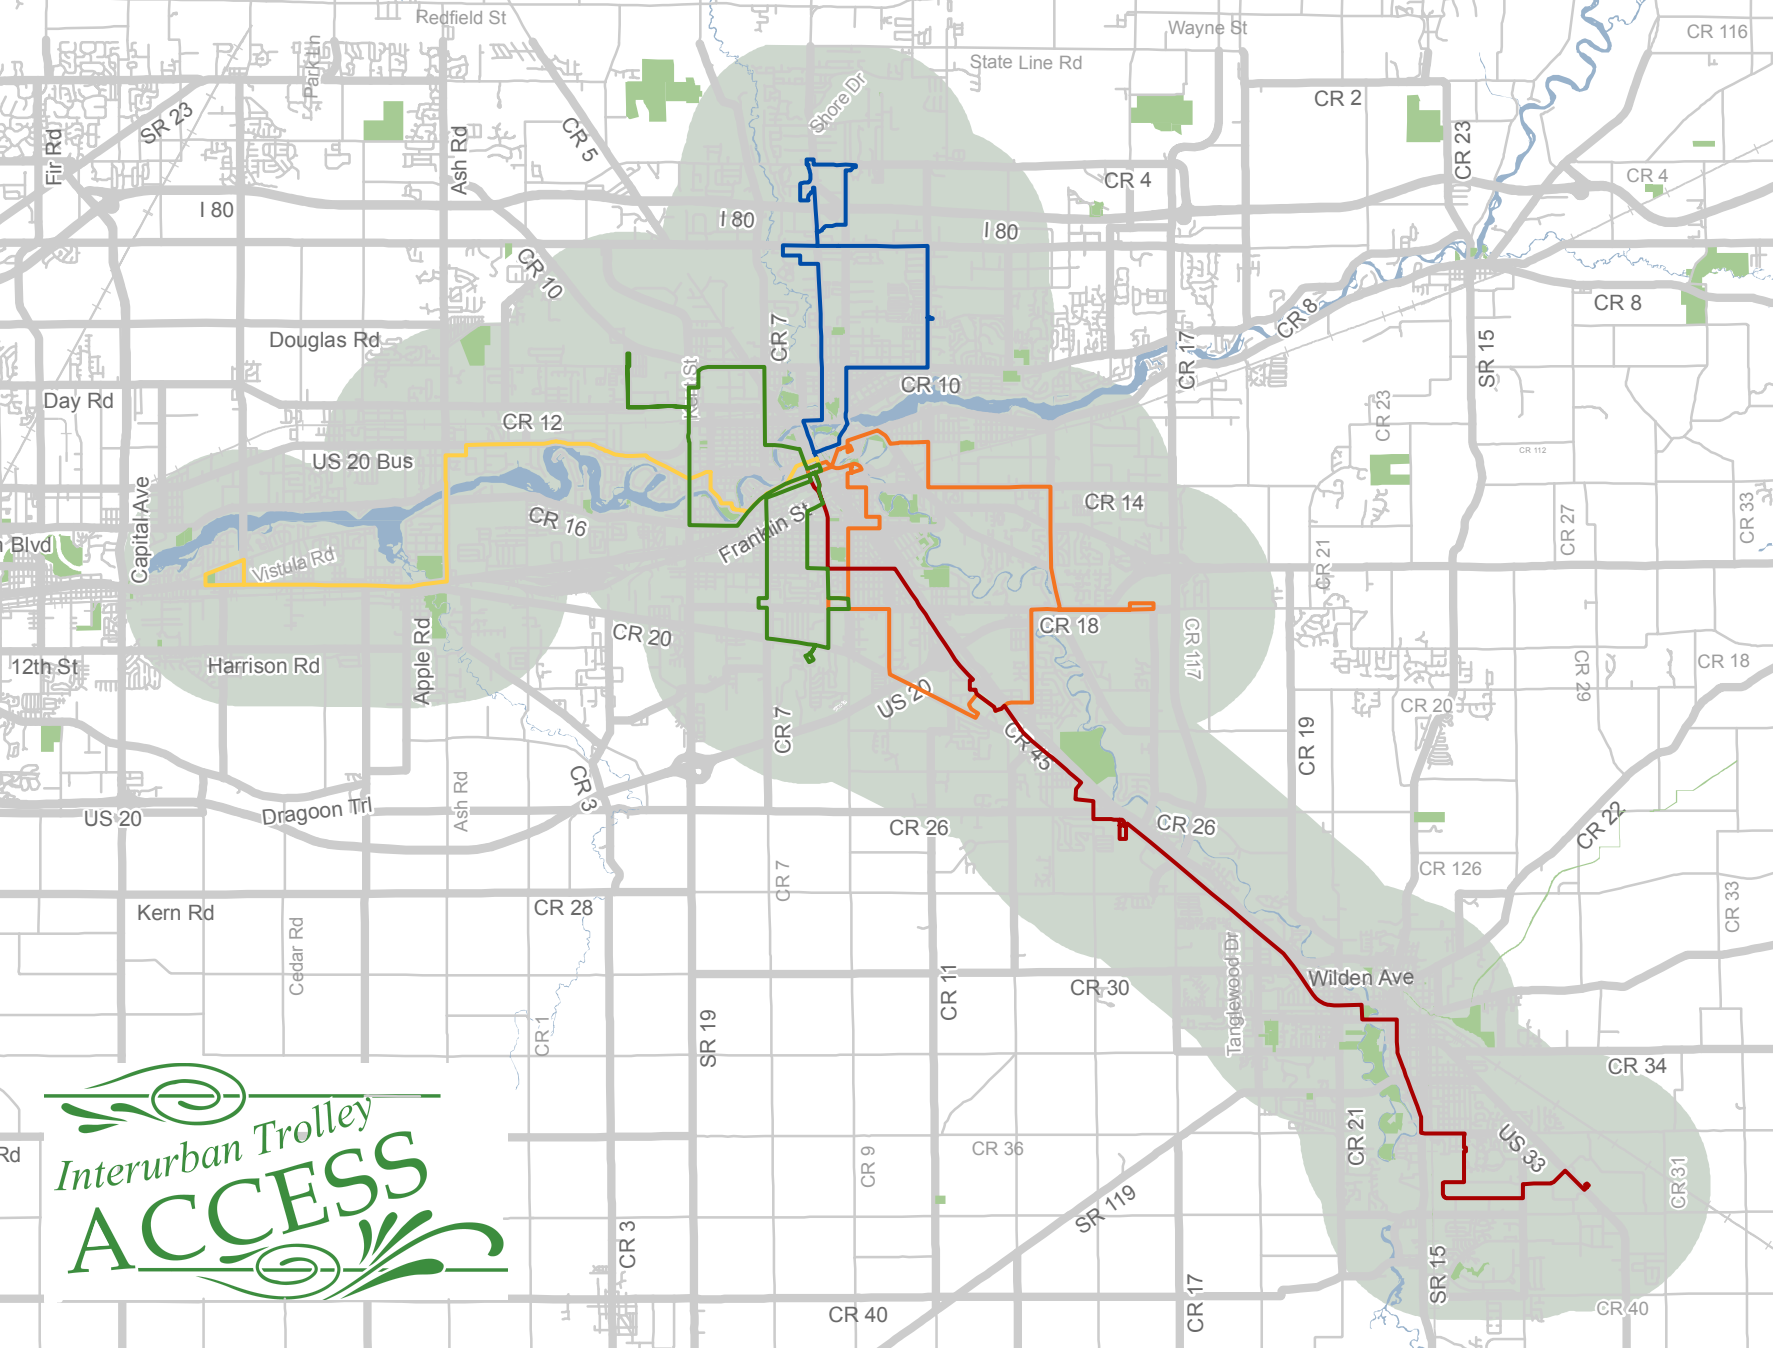 Redfield St
Wayne St
CR 116
Park Ln
State Line Rd
Shore Dr
CR 2
SR 23
CR 5
Fir Rd
Ash Rd
CR 23
CR 4
CR 4
I 80
I 80
I 80
CR 10
CR 8
CR 8
Douglas Rd
CR 7
CR 17
SR 15
Kent St
CR 10
Day Rd
CR 12
CR 23
US 20 Bus
CR 112
Capital Ave
CR 14
CR 16
Franklin St
CR 27
CR 33
Blvd
Vistula Rd
CR 21
CR 20
CR 18
CR 117
12th St
Harrison Rd
Apple Rd
CR 29
CR 18
US 20
CR 20
CR 7
CR 45
CR 19
CR 3
Ash Rd
US 20
Dragoon Trl
CR 26
CR 26
CR 22
CR 7
CR 126
CR 33
Kern Rd
CR 28
Cedar Rd
Tanglewood Dr
Wilden Ave
CR 11
CR 30
CR 1
SR 19
CR 34
Interurban Trolley
ACCESS
Rd
CR 9
CR 36
CR 21
US 33
CR 31
SR 119
CR 3
SR 15
CR 17
CR 40
CR 40